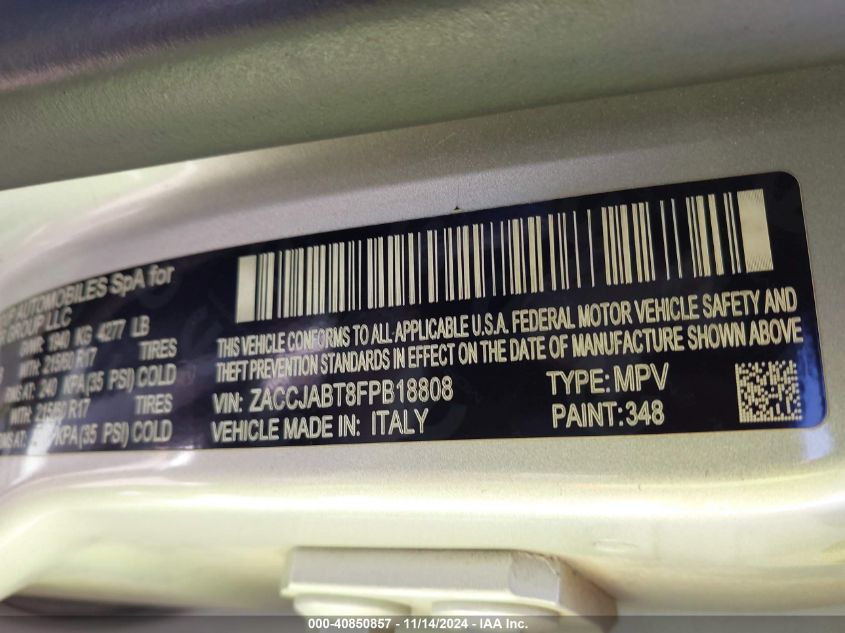 AUTOMOBILES SpA for
GROUP LLC
GVWR: 1940 KG 4277 LB
WITH: 215/60 R17 TIRES
240 KPA(35 PSI) COLD
WITH: 215/60 R17 TIRES
KPA(35 PSI) COLD
THIS VEHICLE CONFORMS TO ALL APPLICABLE U.S.A. FEDERAL MOTOR VEHICLE SAFETY AND
THEFT PREVENTION STANDARDS IN EFFECT ON THE DATE OF MANUFACTURE SHOWN ABOVE
VIN: ZACCJABT8FPB18808 TYPE: MPV
VEHICLE MADE IN: ITALY PAINT:348
000-40850857 - 11/14/2024 - IAA Inc.